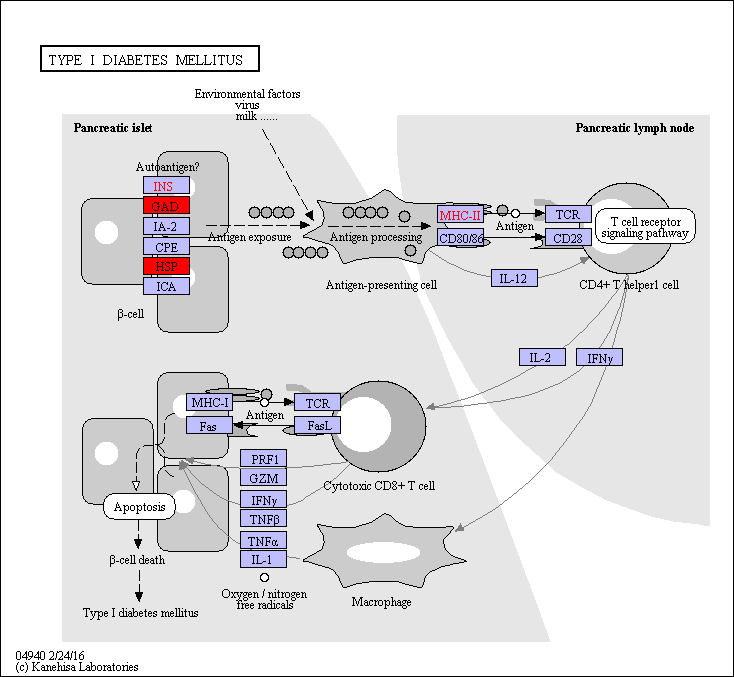 TYPE I DIABETES MELLITUS
Environmental factors
virus
milk ......
Pancreatic islet
Pancreatic lymph node
Autoantigen?
INS
GAD
IA-2
CPE
HSP
ICA
β-cell
Antigen exposure
Antigen processing
Antigen-presenting cell
MHC-II
CD80/86
Antigen
TCR
CD28
T cell receptor
signaling pathway
IL-12
CD4+ T helper1 cell
IL-2
IFNγ
MHC-I
Fas
Antigen
TCR
FasL
Cytotoxic CD8+ T cell
PRF1
GZM
IFNγ
TNFβ
TNFα
IL-1
Oxygen / nitrogen
free radicals
Macrophage
Apoptosis
β-cell death
Type I diabetes mellitus
04940 2/24/16
(c) Kanehisa Laboratories